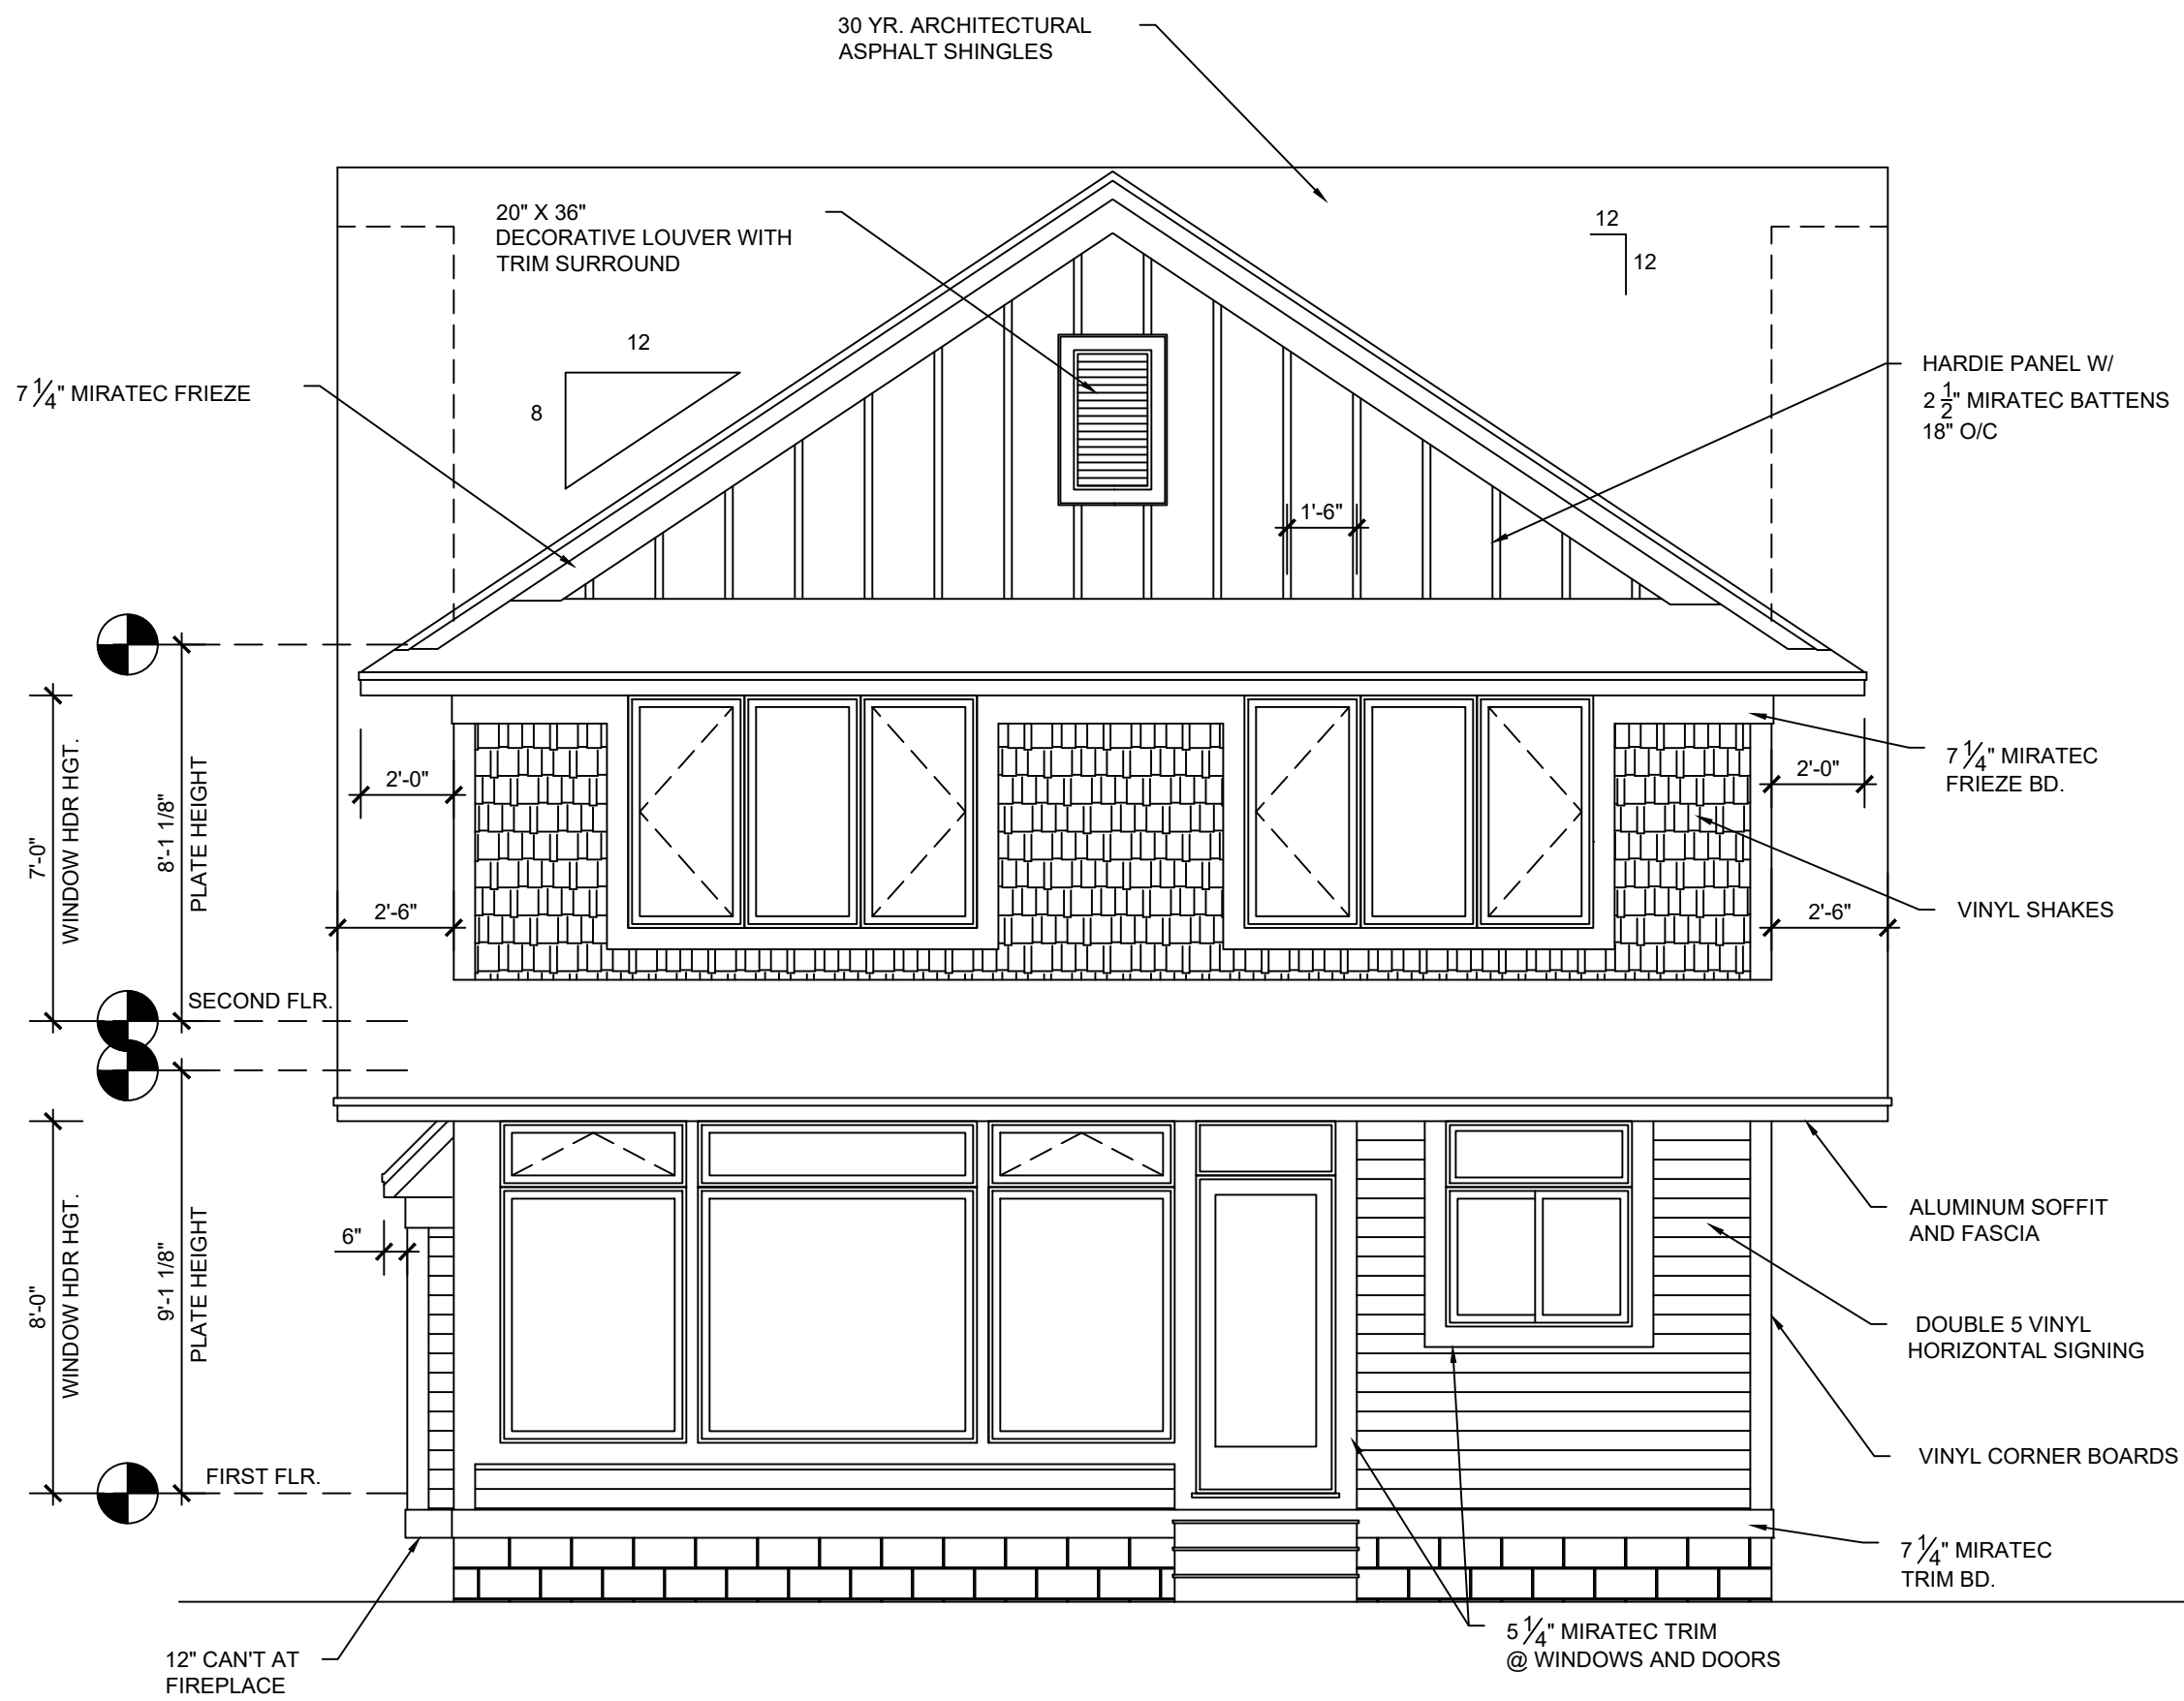 30 YR. ARCHITECTURAL
ASPHALT SHINGLES
20" X 36"
DECORATIVE LOUVER WITH
TRIM SURROUND
12
12
12
8
7 1/4" MIRATEC FRIEZE
HARDIE PANEL W/
2 1/2" MIRATEC BATTENS
18" O/C
1'-6"
7'-0"
WINDOW HDR HGT.
8'-1 1/8"
PLATE HEIGHT
2'-0"
2'-0"
7 1/4" MIRATEC
FRIEZE BD.
2'-6"
2'-6"
VINYL SHAKES
SECOND FLR.
8'-0"
WINDOW HDR HGT.
9'-1 1/8"
PLATE HEIGHT
6"
ALUMINUM SOFFIT
AND FASCIA
DOUBLE 5 VINYL
HORIZONTAL SIGNING
VINYL CORNER BOARDS
FIRST FLR.
7 1/4" MIRATEC
TRIM BD.
12" CAN'T AT
FIREPLACE
5 1/4" MIRATEC TRIM
@ WINDOWS AND DOORS